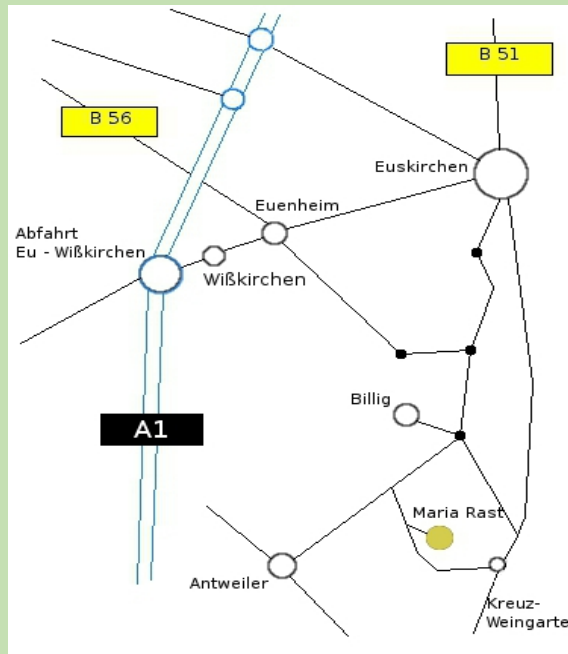 B 51
B 56
Euskirchen
Euenheim
Abfahrt
Eu - Wißkirchen
Wißkirchen
Billig
A1
Maria Rast
Antweiler
Kreuz-
Weingarte